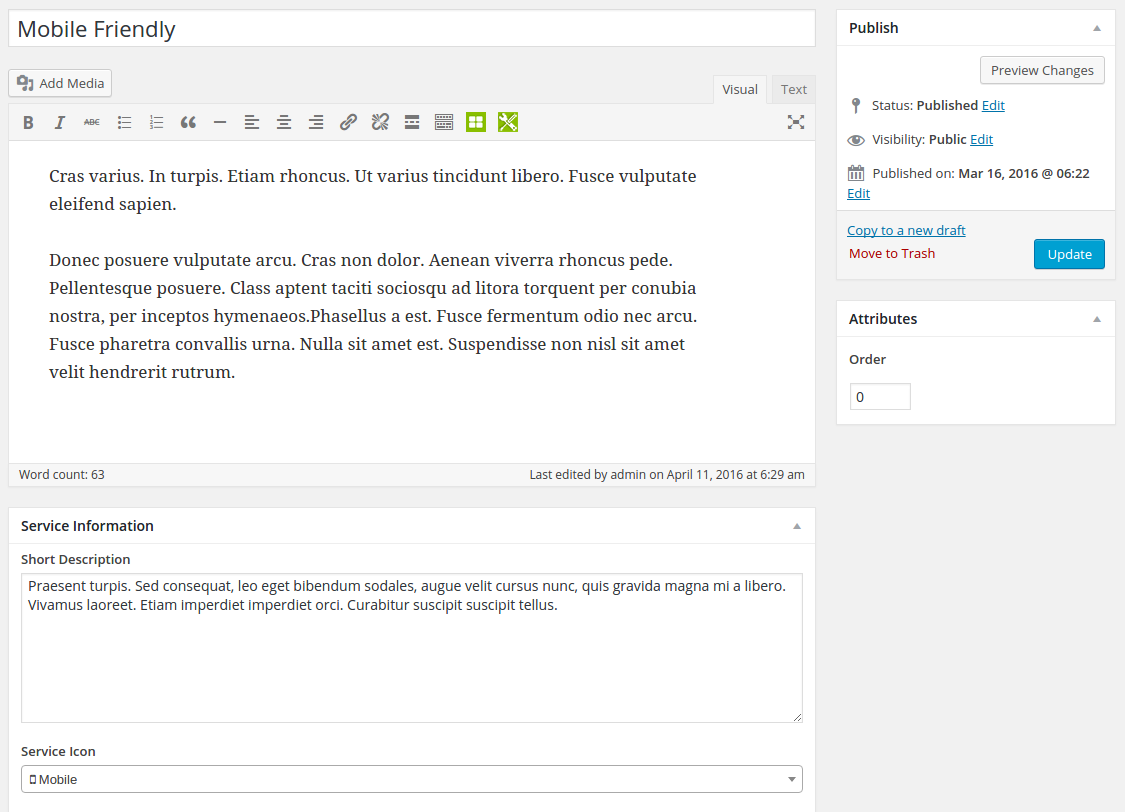 Mobile Friendly
Add Media
Visual
Text
B
I
ABC
Cras varius. In turpis. Etiam rhoncus. Ut varius tincidunt libero. Fusce vulputate
eleifend sapien.
Donec posuere vulputate arcu. Cras non dolor. Aenean viverra rhoncus pede.
Pellentesque posuere. Class aptent taciti sociosqu ad litora torquent per conubia
nostra, per inceptos hymenaeos.Phasellus a est. Fusce fermentum odio nec arcu.
Fusce pharetra convallis urna. Nulla sit amet est. Suspendisse non nisl sit amet
velit hendrerit rutrum.
Word count: 63
Last edited by admin on April 11, 2016 at 6:29 am
Service Information
Short Description
Praesent turpis. Sed consequat, leo eget bibendum sodales, augue velit cursus nunc, quis gravida magna mi a libero.
Vivamus laoreet. Etiam imperdiet imperdiet orci. Curabitur suscipit suscipit tellus.
Service Icon
Mobile
Publish
Preview Changes
Status: Published Edit
Visibility: Public Edit
Published on: Mar 16, 2016 @ 06:22
Edit
Copy to a new draft
Move to Trash
Update
Attributes
Order
0